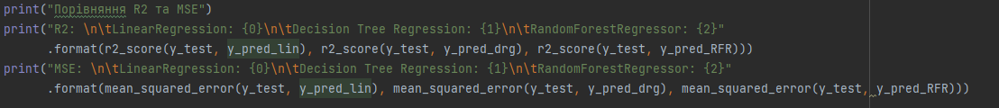 print("Порівняння R2 та MSE")
print("R2: \n\tLinearRegression: {0}\n\tDecision Tree Regression: {1}\n\tRandomForestRegressor: {2}"
.format(r2_score(y_test, y_pred_lin), r2_score(y_test, y_pred_drg), r2_score(y_test, y_pred_RFR)))
print("MSE: \n\tLinearRegression: {0}\n\tDecision Tree Regression: {1}\n\tRandomForestRegressor: {2}"
.format(mean_squared_error(y_test, y_pred_lin), mean_squared_error(y_test, y_pred_drg), mean_squared_error(y_test, y_pred_RFR)))